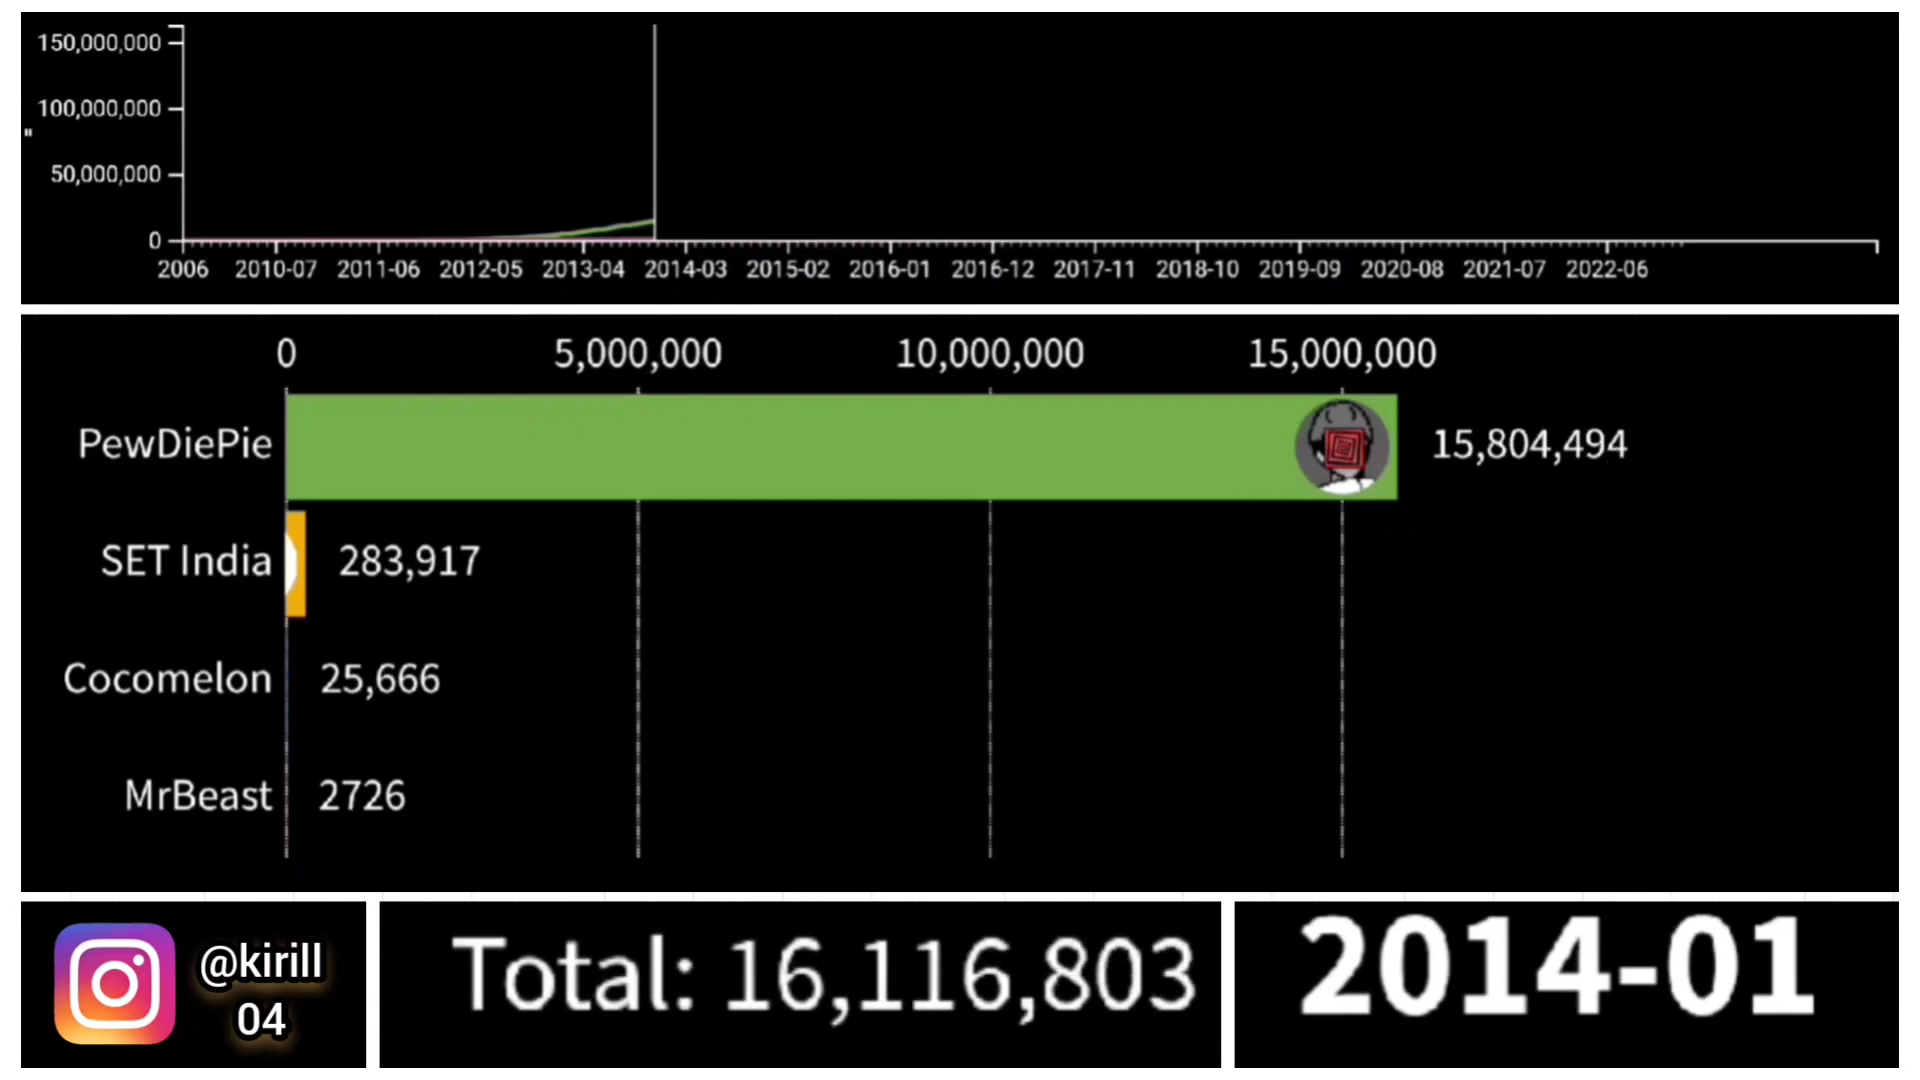 150,000,000
100,000,000
"
50,000,000
0
2006 2010-07 2011-06 2012-05 2013-04 2014-03 2015-02 2016-01 2016-12 2017-11 2018-10 2019-09 2020-08 2021-07 2022-06
0 5,000,000 10,000,000 15,000,000
PewDiePie 15,804,494
SET India 283,917
Cocomelon 25,666
MrBeast 2726
@kirill
04
Total: 16,116,803
2014-01